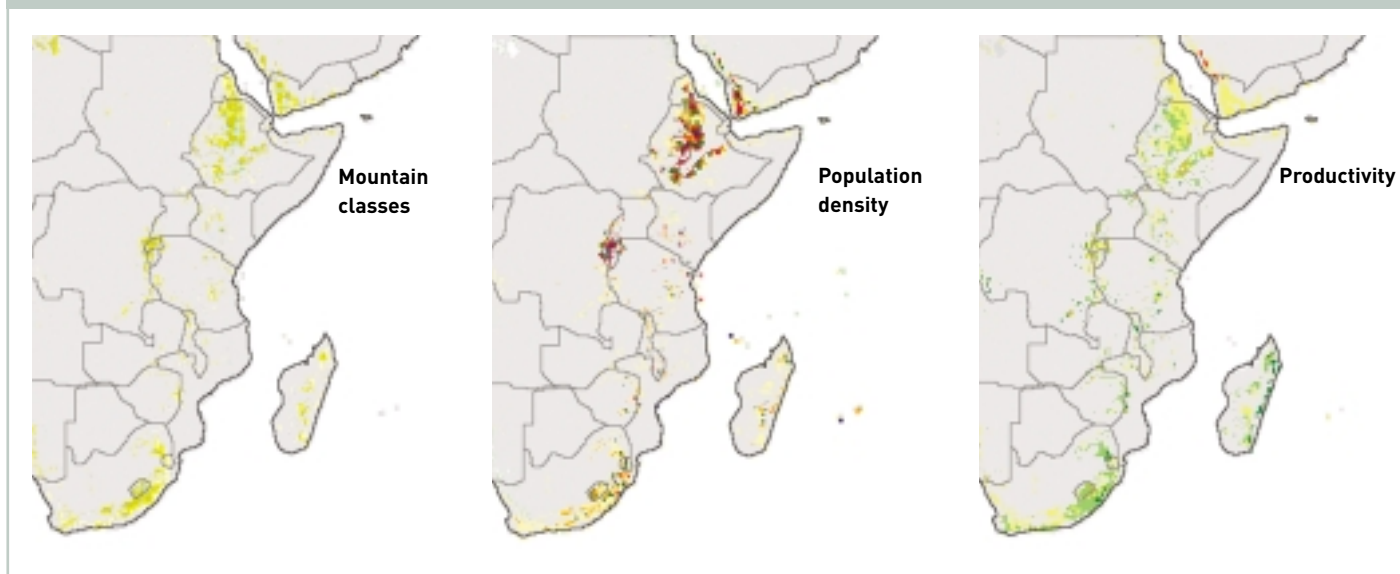 Mountain
classes
Population
density
Productivity